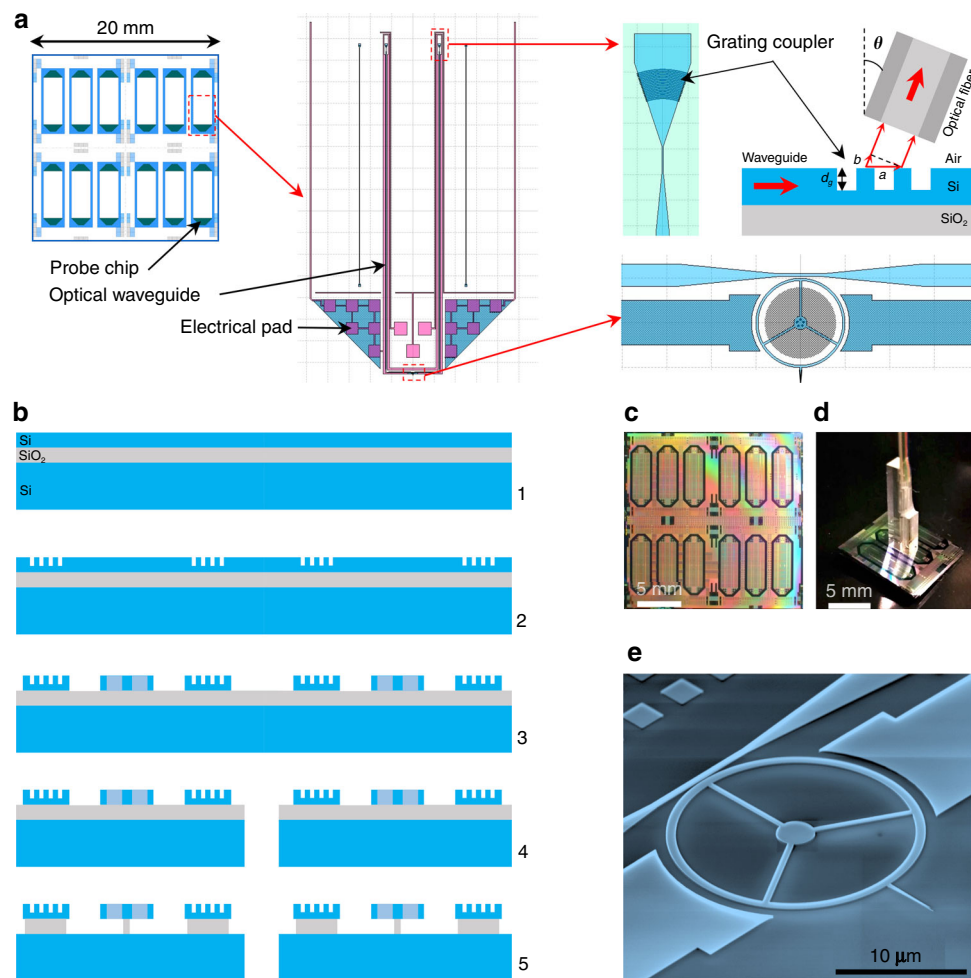 a
20 mm
Probe chip
Optical waveguide
Electrical pad
Grating coupler
θ
Optical fiber
Waveguide
b
Air
a
d_g
Si
SiO₂
b
Si
SiO₂
Si
1
2
3
4
5
c
5 mm
d
5 mm
e
10 μm